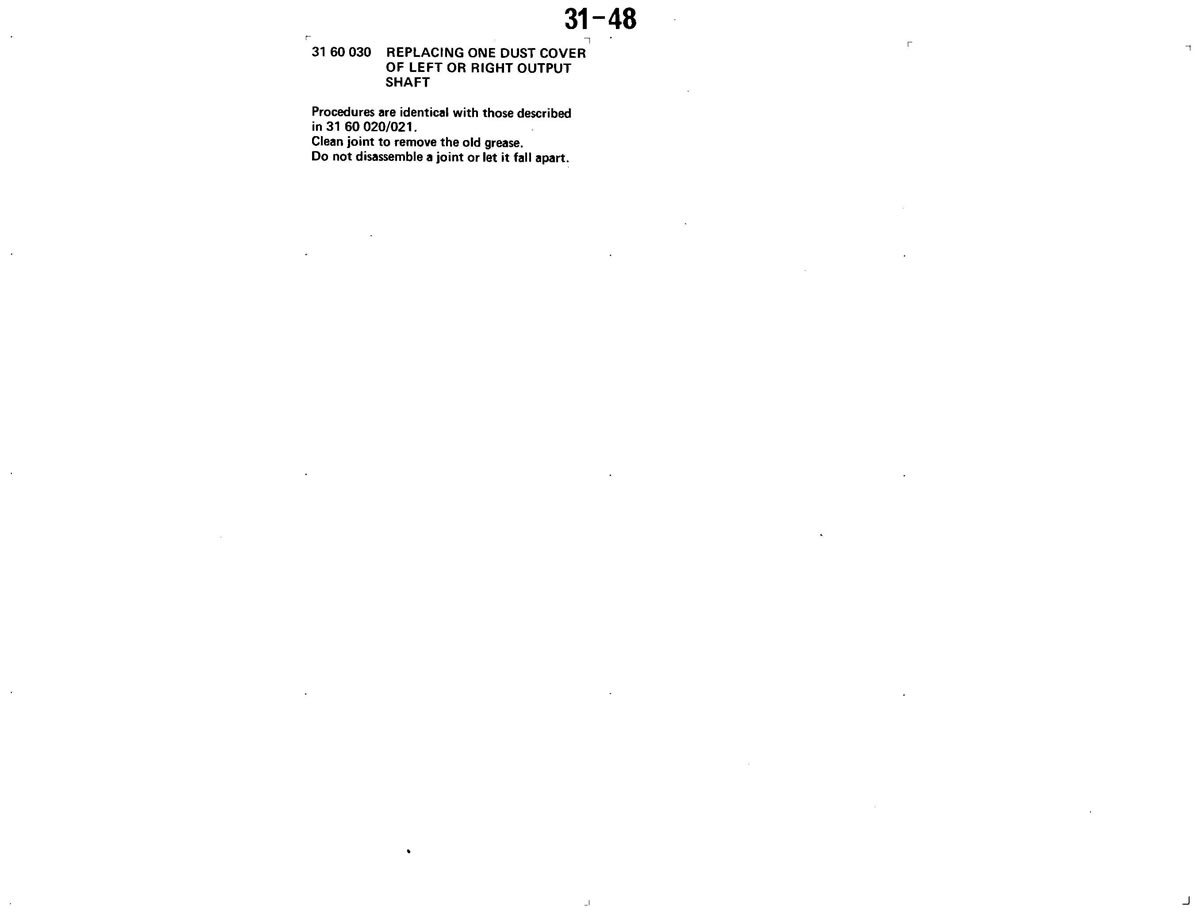 31-48
31 60 030 REPLACING ONE DUST COVER
OF LEFT OR RIGHT OUTPUT
SHAFT
Procedures are identical with those described
in 31 60 020/021.
Clean joint to remove the old grease.
Do not disassemble a joint or let it fall apart.